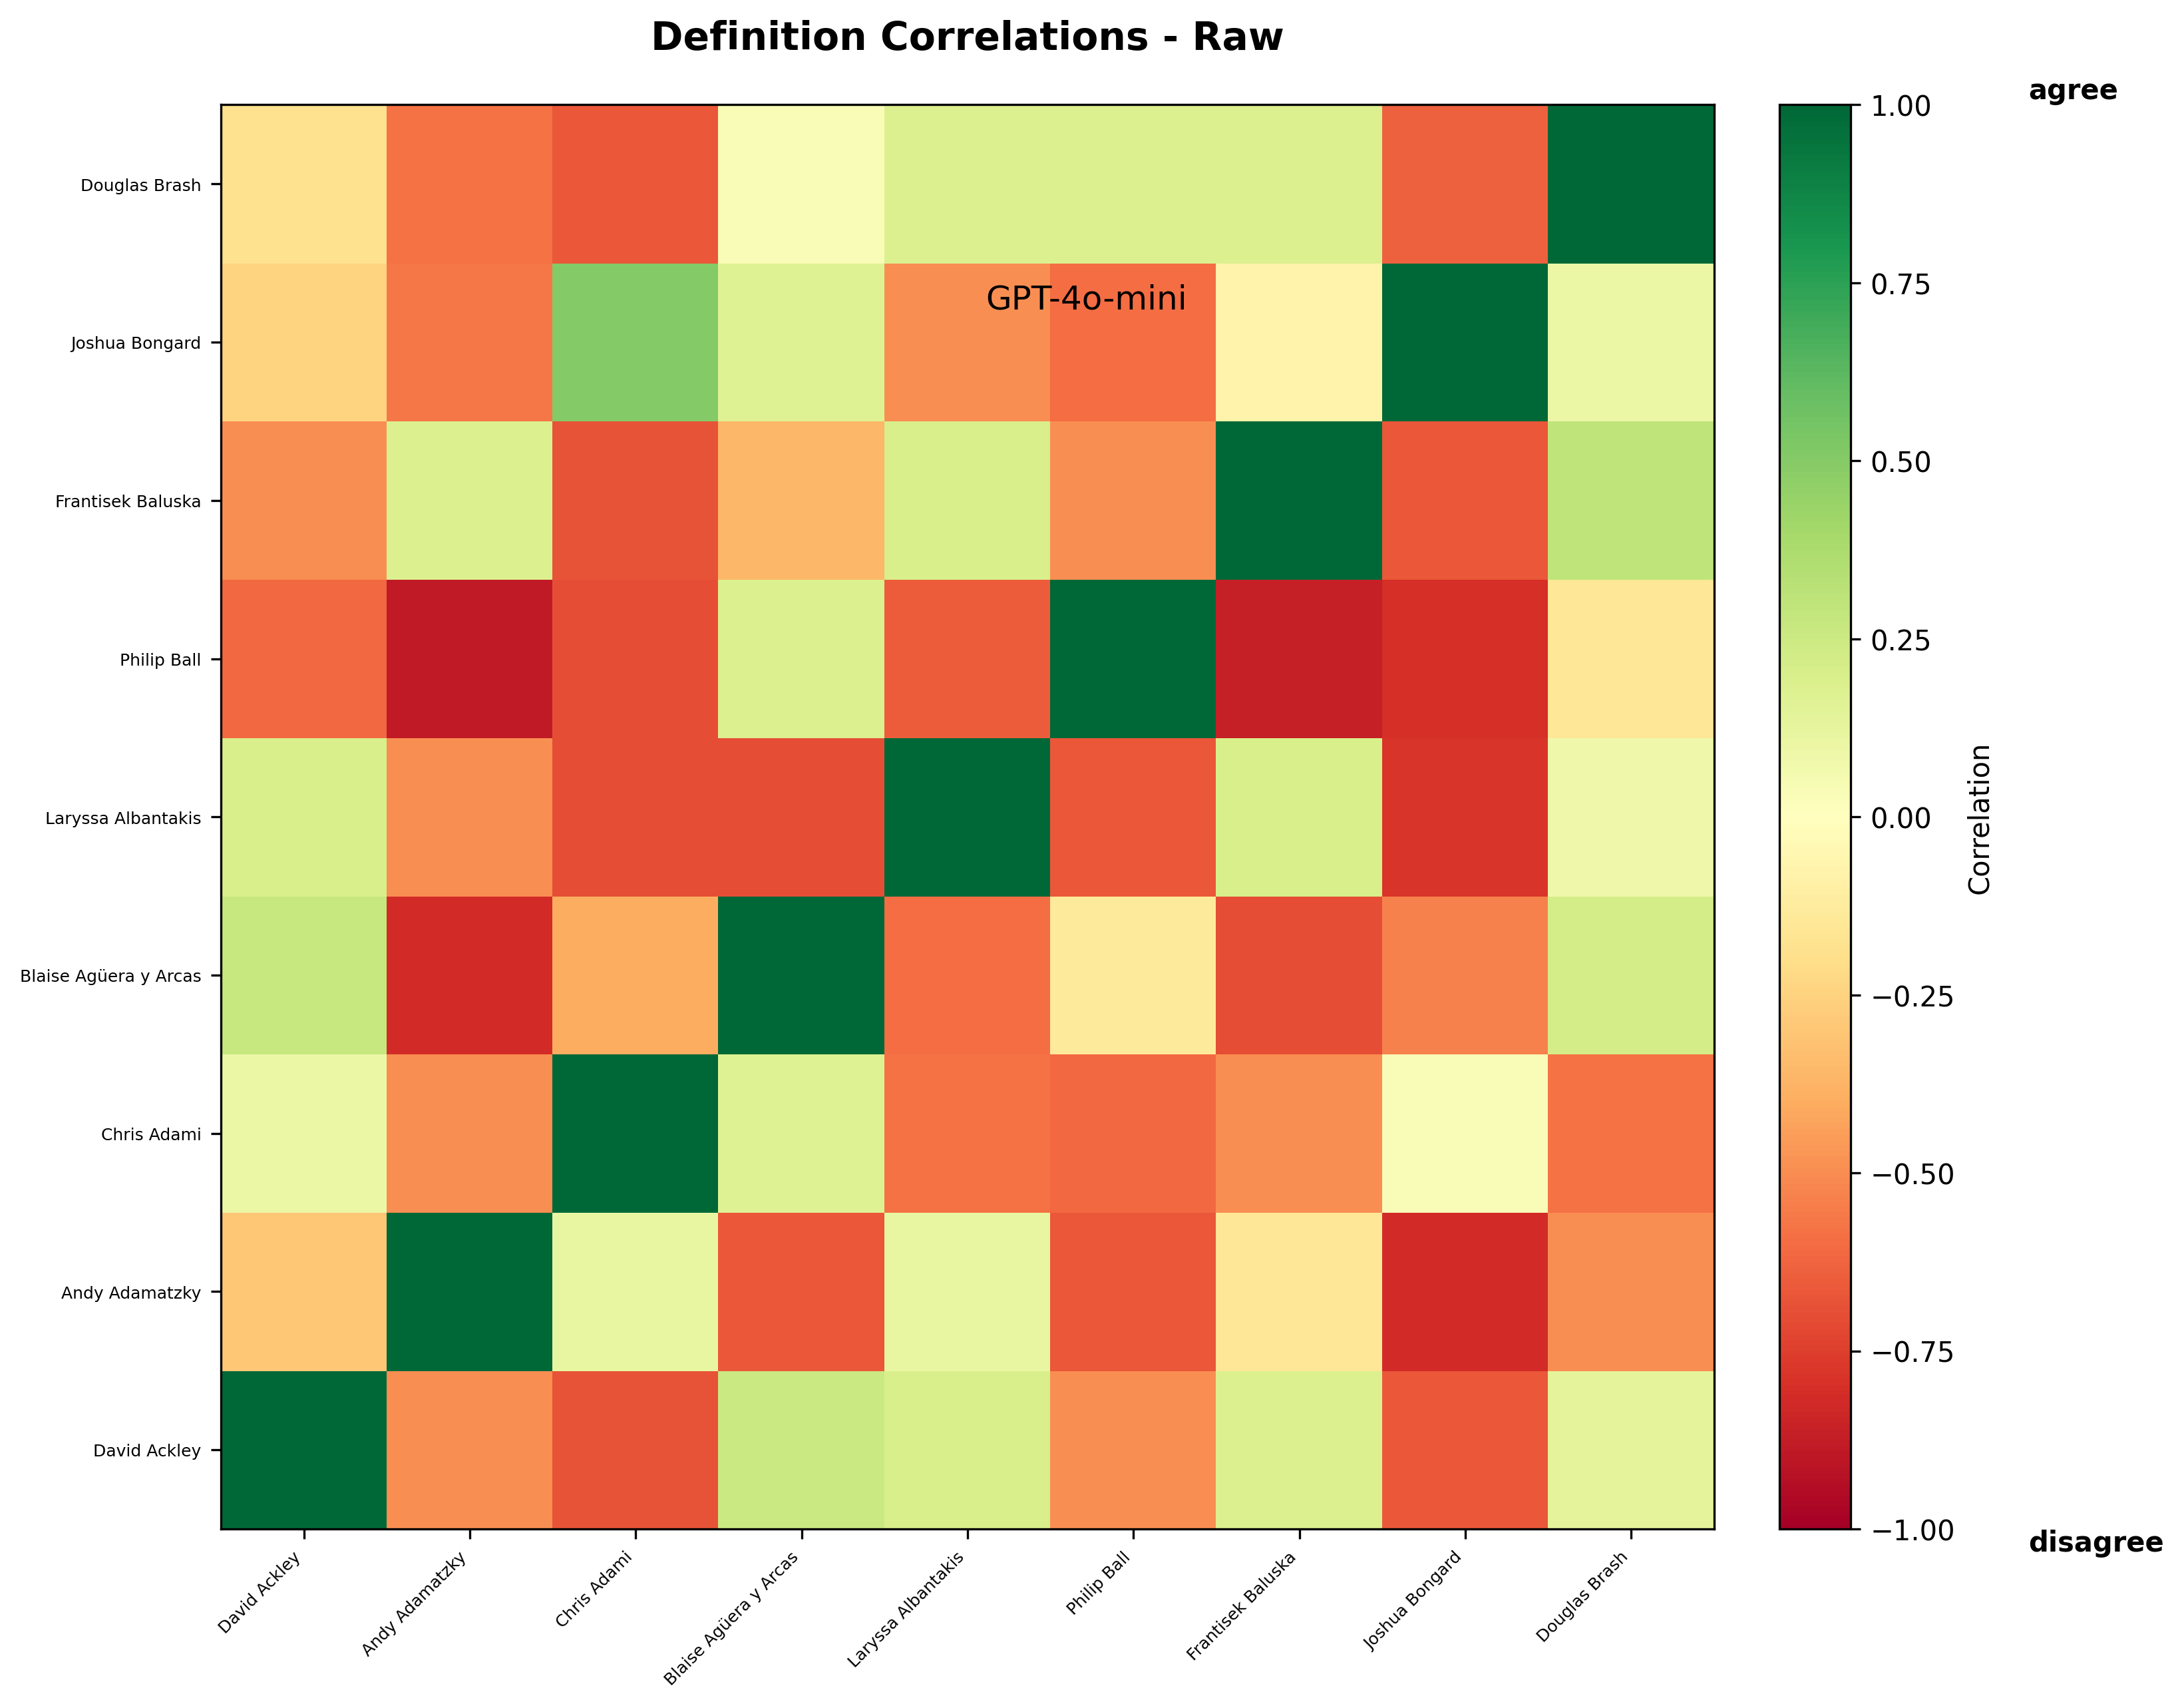 Definition Correlations - Raw
agree
Douglas Brash
Joshua Bongard
Frantisek Baluska
Philip Ball
Laryssa Albantakis
Blaise Agüera y Arcas
Chris Adami
Andy Adamatzky
David Ackley
GPT-4o-mini
David Ackley
Andy Adamatzky
Chris Adami
Blaise Agüera y Arcas
Laryssa Albantakis
Philip Ball
Frantisek Baluska
Joshua Bongard
Douglas Brash
1.00
0.75
0.50
0.25
0.00
−0.25
−0.50
−0.75
−1.00
Correlation
disagree